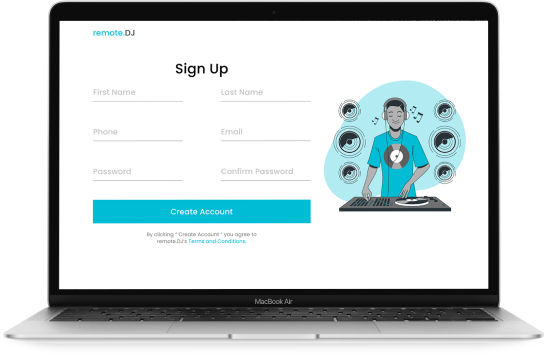 remote.DJ
Sign Up
First Name Last Name
Phone Email
Password Confirm Password
Create Account
By clicking " Create Account " you agree to
remote.DJ's Terms and Conditions.
MacBook Air